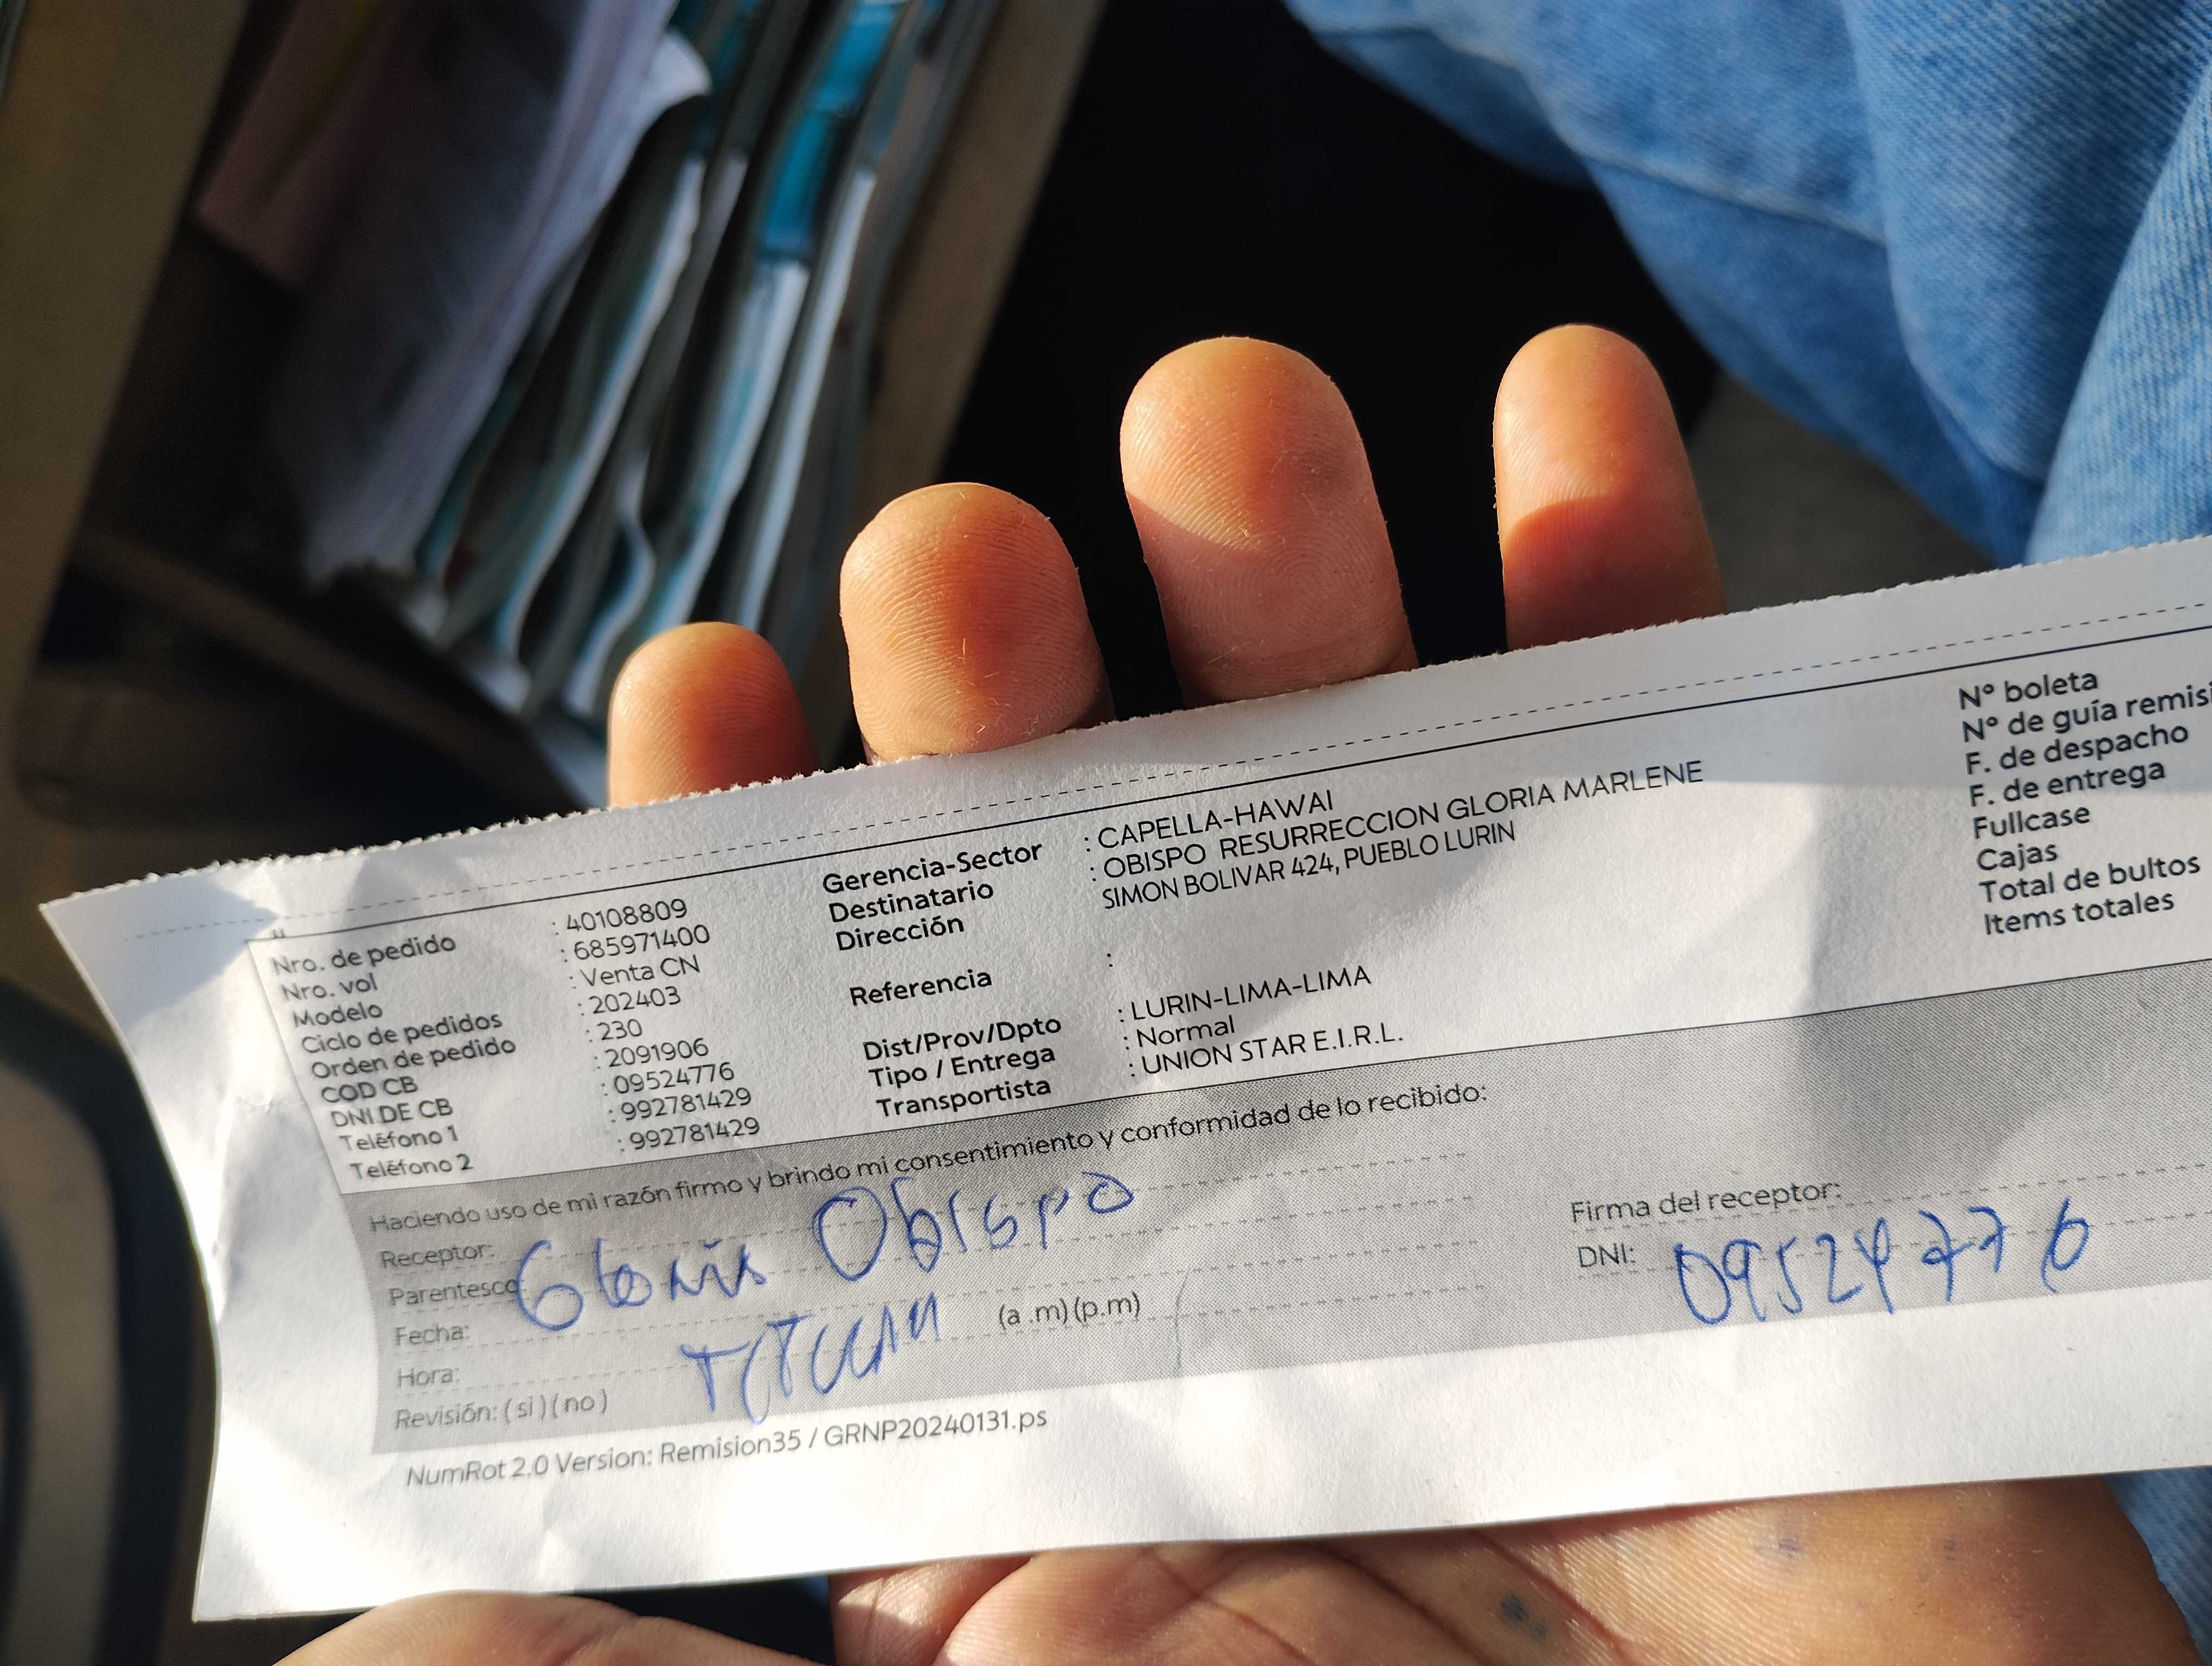 Nro. de pedido : 40108809
Nro. vol : 685971400
Modelo : Venta CN
Ciclo de pedidos : 202403
Orden de pedido : 230
COD CB : 2091906
DNI DE CB : 09524776
Teléfono 1 : 992781429
Teléfono 2 : 992781429
Gerencia-Sector : CAPELLA-HAWAI
Destinatario : OBISPO RESURRECCION GLORIA MARLENE
Dirección SIMON BOLIVAR 424, PUEBLO LURIN
Referencia :
Dist/Prov/Dpto : LURIN-LIMA-LIMA
Tipo / Entrega : Normal
Transportista : UNION STAR E.I.R.L.
N° boleta
N° de guía remisi
F. de despacho
F. de entrega
Fullcase
Cajas
Total de bultos
Items totales
Haciendo uso de mi razón firmo y brindo mi consentimiento y conformidad de lo recibido:
Receptor: Obispo
Parentesco
Fecha:
Hora: (a .m) (p.m)
Revisión: ( si ) ( no )
Firma del receptor:
DNI: 09524776
NumRot 2.0 Version: Remision35 / GRNP20240131.ps